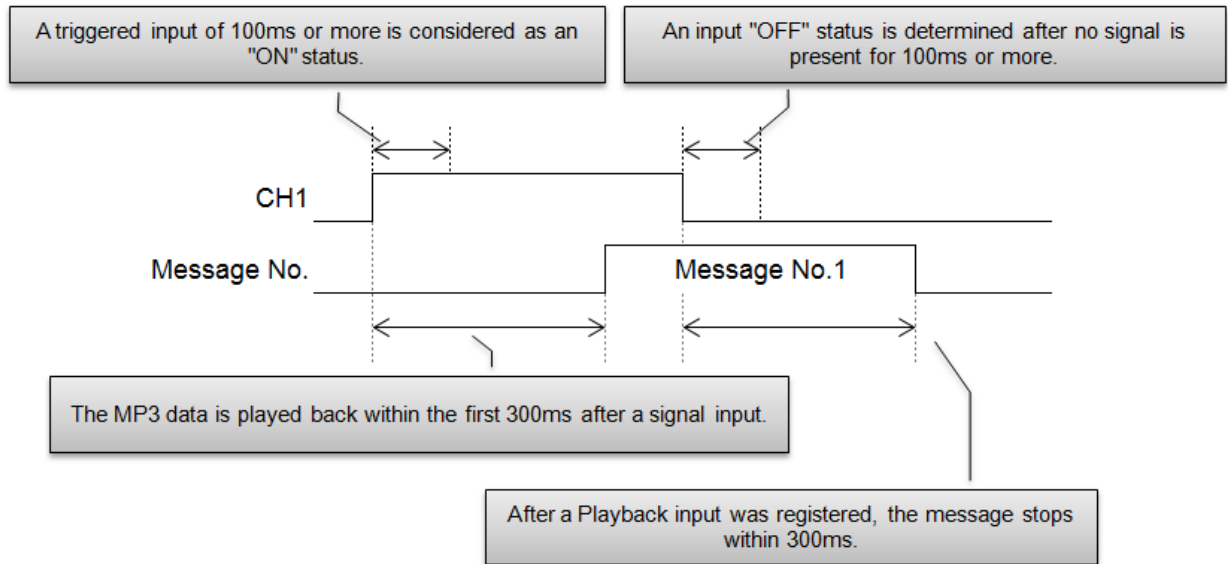 A triggered input of 100ms or more is considered as an
"ON" status.
An input "OFF" status is determined after no signal is
present for 100ms or more.
CH1
Message No.
Message No.1
The MP3 data is played back within the first 300ms after a signal input.
After a Playback input was registered, the message stops
within 300ms.